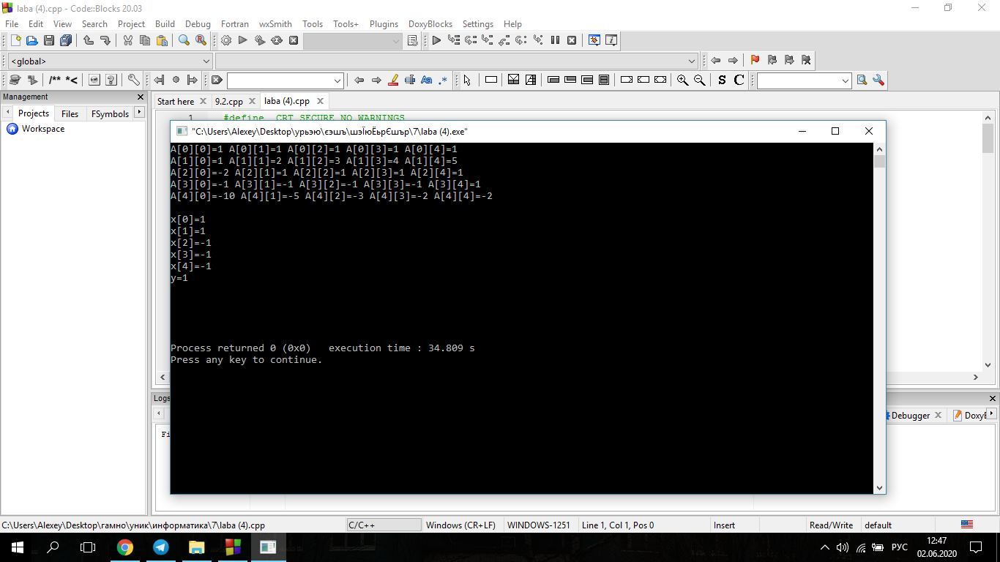 laba (4).cpp - Code::Blocks 20.03
File Edit View Search Project Build Debug Fortran wxSmith Tools Tools+ Plugins DoxyBlocks Settings Help
<global>
/** *< Aa .* S C
Management
Projects Files FSymbols
Workspace
Start here 9.2.cpp laba (4).cpp
1 #define _CRT_SECURE_NO_WARNINGS
"C:\Users\Alexey\Desktop\урьэю\єэшъ\шэЇюЁьрЄшър\7\laba (4).exe"
A[0][0]=1 A[0][1]=1 A[0][2]=1 A[0][3]=1 A[0][4]=1
A[1][0]=1 A[1][1]=2 A[1][2]=3 A[1][3]=4 A[1][4]=5
A[2][0]=-2 A[2][1]=1 A[2][2]=1 A[2][3]=1 A[2][4]=1
A[3][0]=-1 A[3][1]=-1 A[3][2]=-1 A[3][3]=-1 A[3][4]=1
A[4][0]=-10 A[4][1]=-5 A[4][2]=-3 A[4][3]=-2 A[4][4]=-2
x[0]=1
x[1]=1
x[2]=-1
x[3]=-1
x[4]=-1
y=1
Process returned 0 (0x0) execution time : 34.809 s
Press any key to continue.
Logs
Debugger DoxyB
Fi
C:\Users\Alexey\Desktop\гамно\уник\информатика\7\laba (4).cpp C/C++ Windows (CR+LF) WINDOWS-1251 Line 1, Col 1, Pos 0 Insert Read/Write default
РУС 12:47
02.06.2020